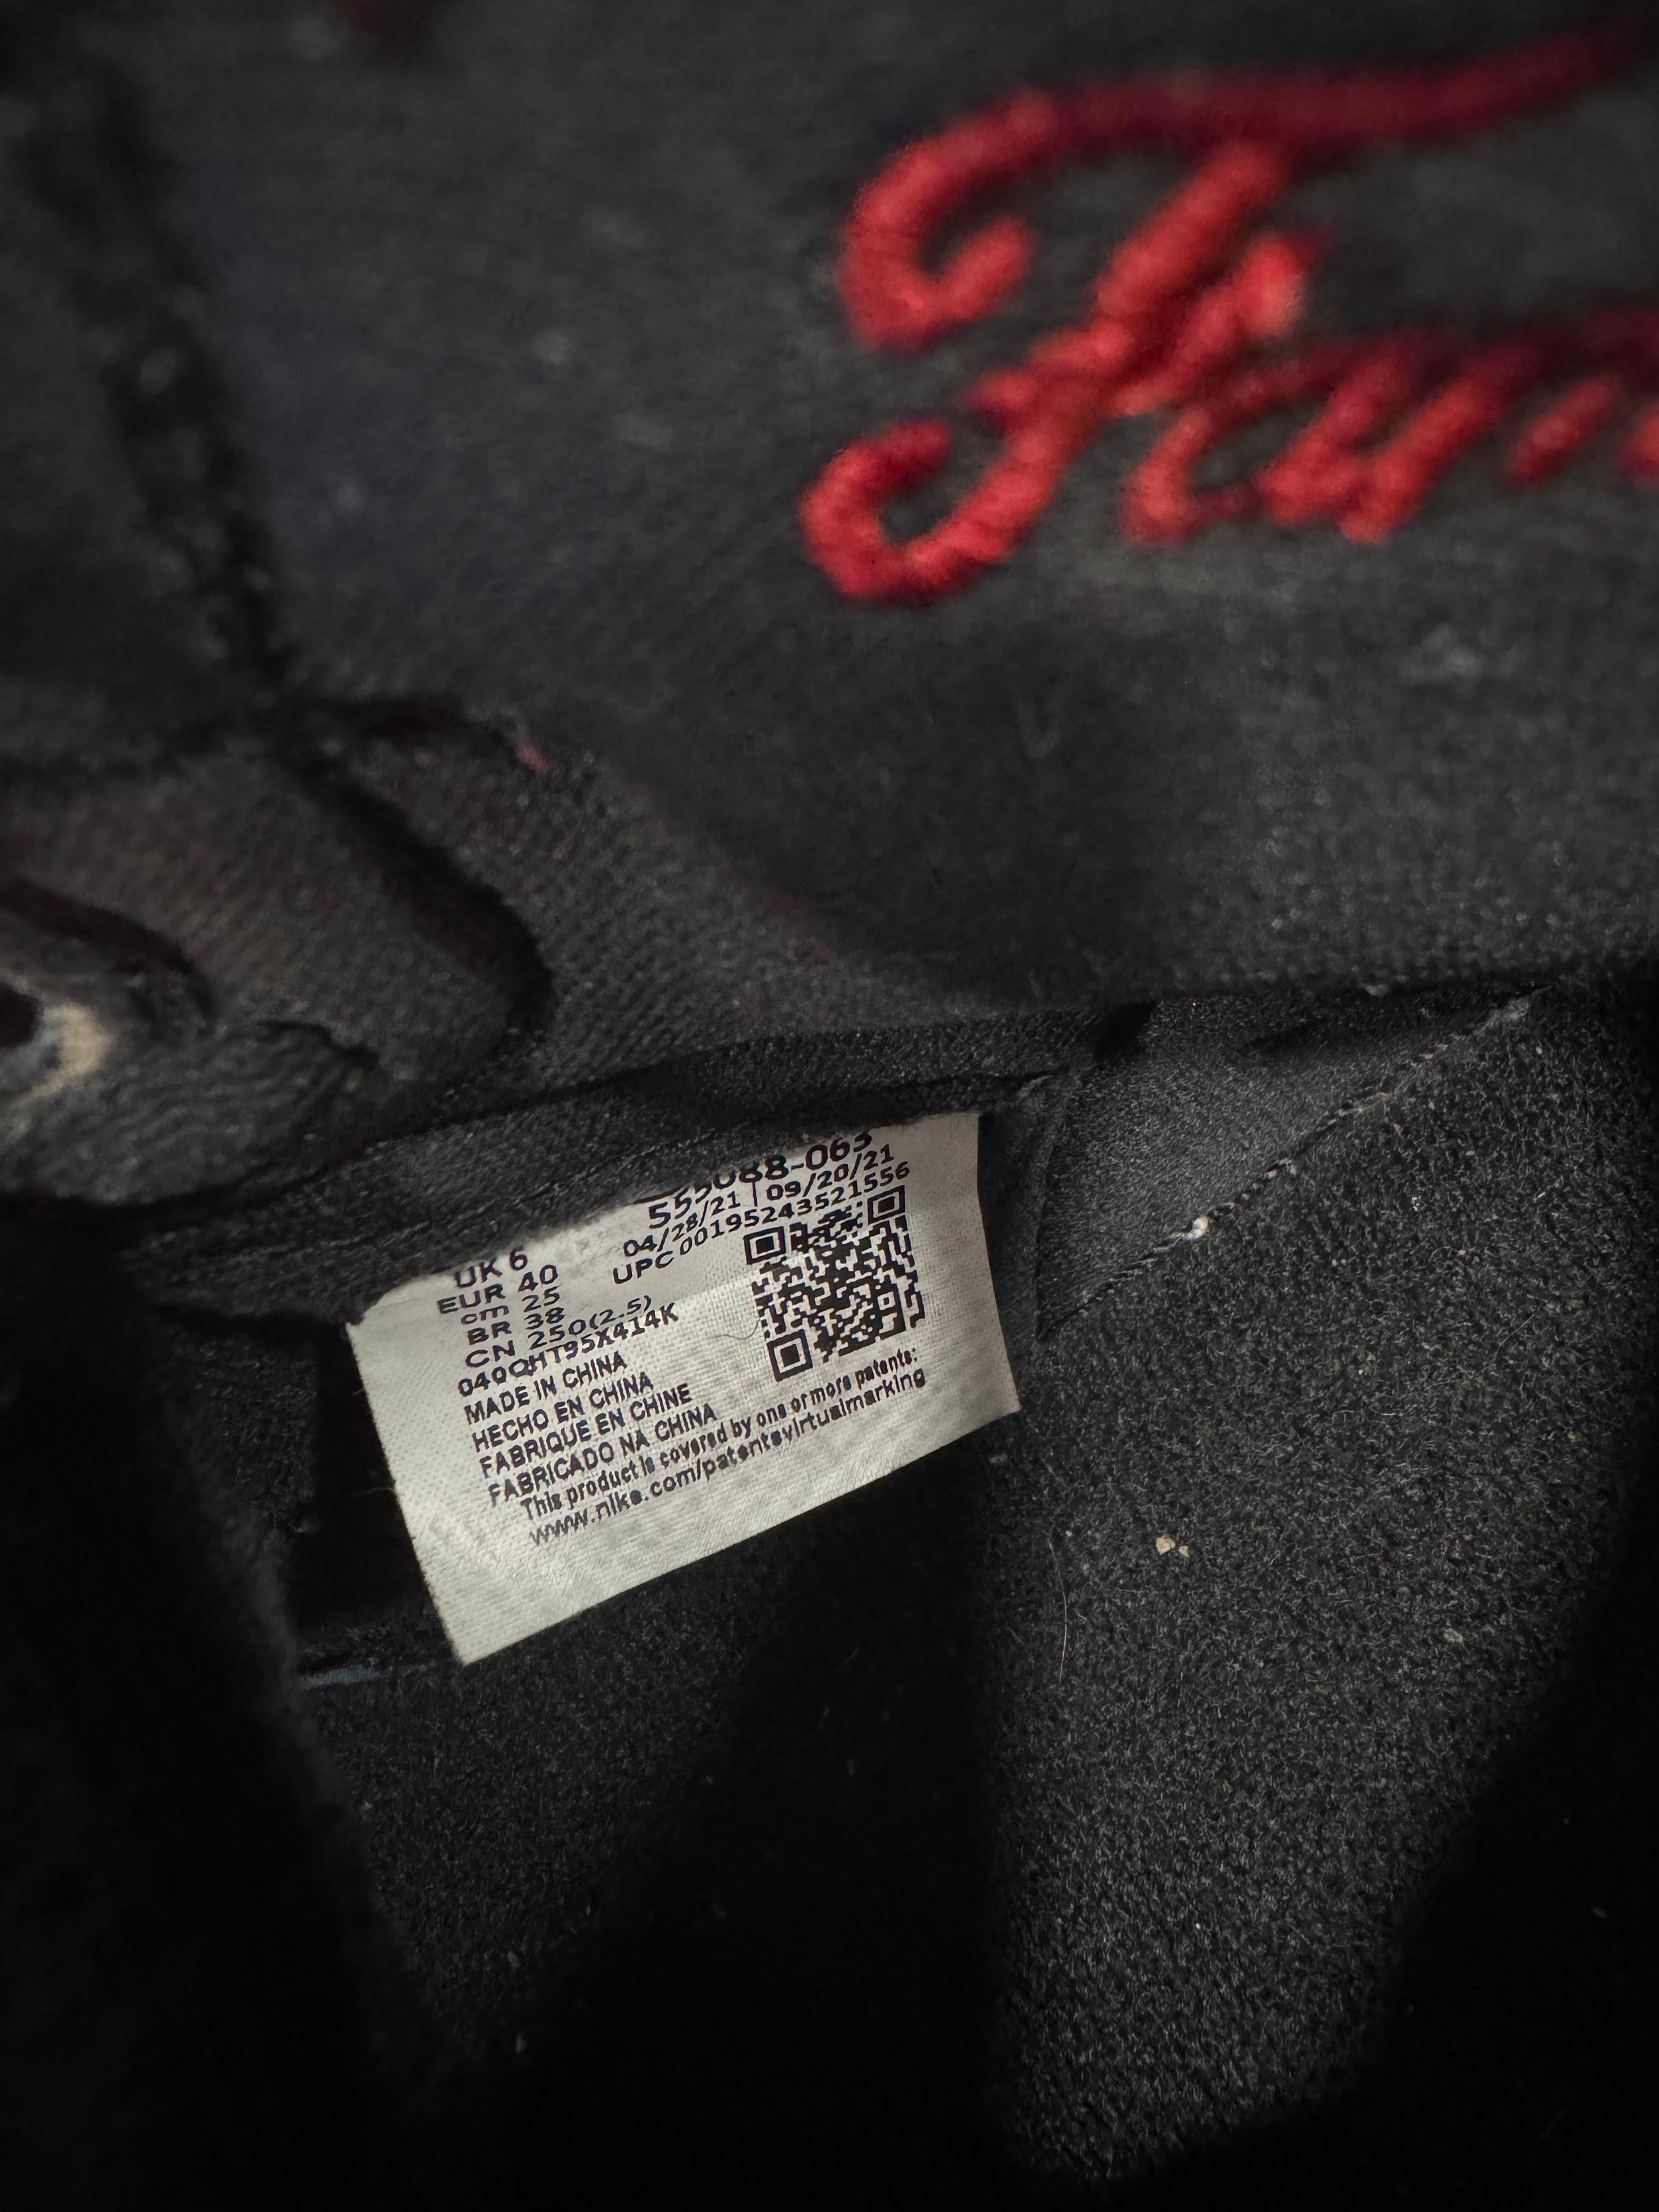 555088-063
04/28/21 | 09/20/21
UPC 00195243521556
UK 6
EUR 40
cm 25
BR 38
CN 250(2.5)
040QHT95X414K
MADE IN CHINA
HECHO EN CHINA
FABRIQUE EN CHINE
FABRICADO NA CHINA
This product is covered by one or more patents:
www.nike.com/patentsvirtualmarking